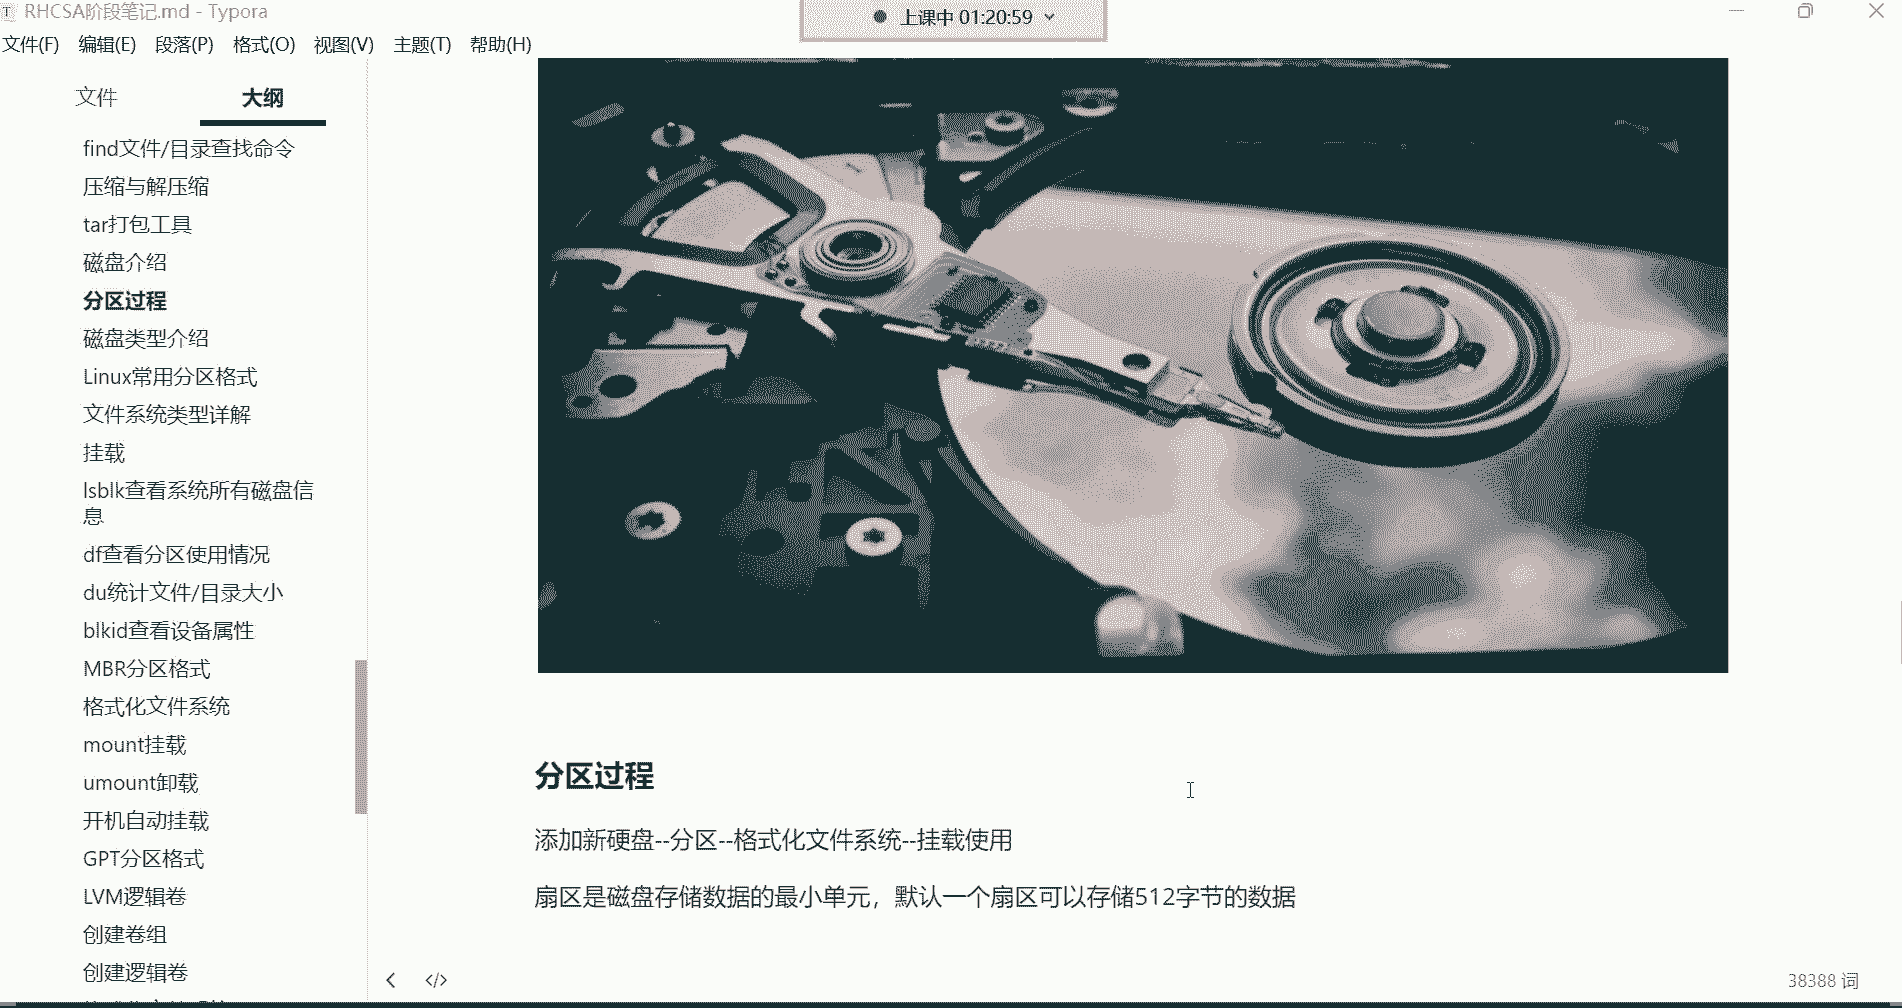 RHCSA阶段笔记.md - Typora
上课中 01:20:59
文件(F) 编辑(E) 段落(P) 格式(O) 视图(V) 主题(T) 帮助(H)
文件 大纲
find文件/目录查找命令
压缩与解压缩
tar打包工具
磁盘介绍
分区过程
磁盘类型介绍
Linux常用分区格式
文件系统类型详解
挂载
lsblk查看系统所有磁盘信
息
df查看分区使用情况
du统计文件/目录大小
blkid查看设备属性
MBR分区格式
格式化文件系统
mount挂载
umount卸载
开机自动挂载
GPT分区格式
LVM逻辑卷
创建卷组
创建逻辑卷
分区过程
添加新硬盘--分区--格式化文件系统--挂载使用
扇区是磁盘存储数据的最小单元，默认一个扇区可以存储512字节的数据
38388 词